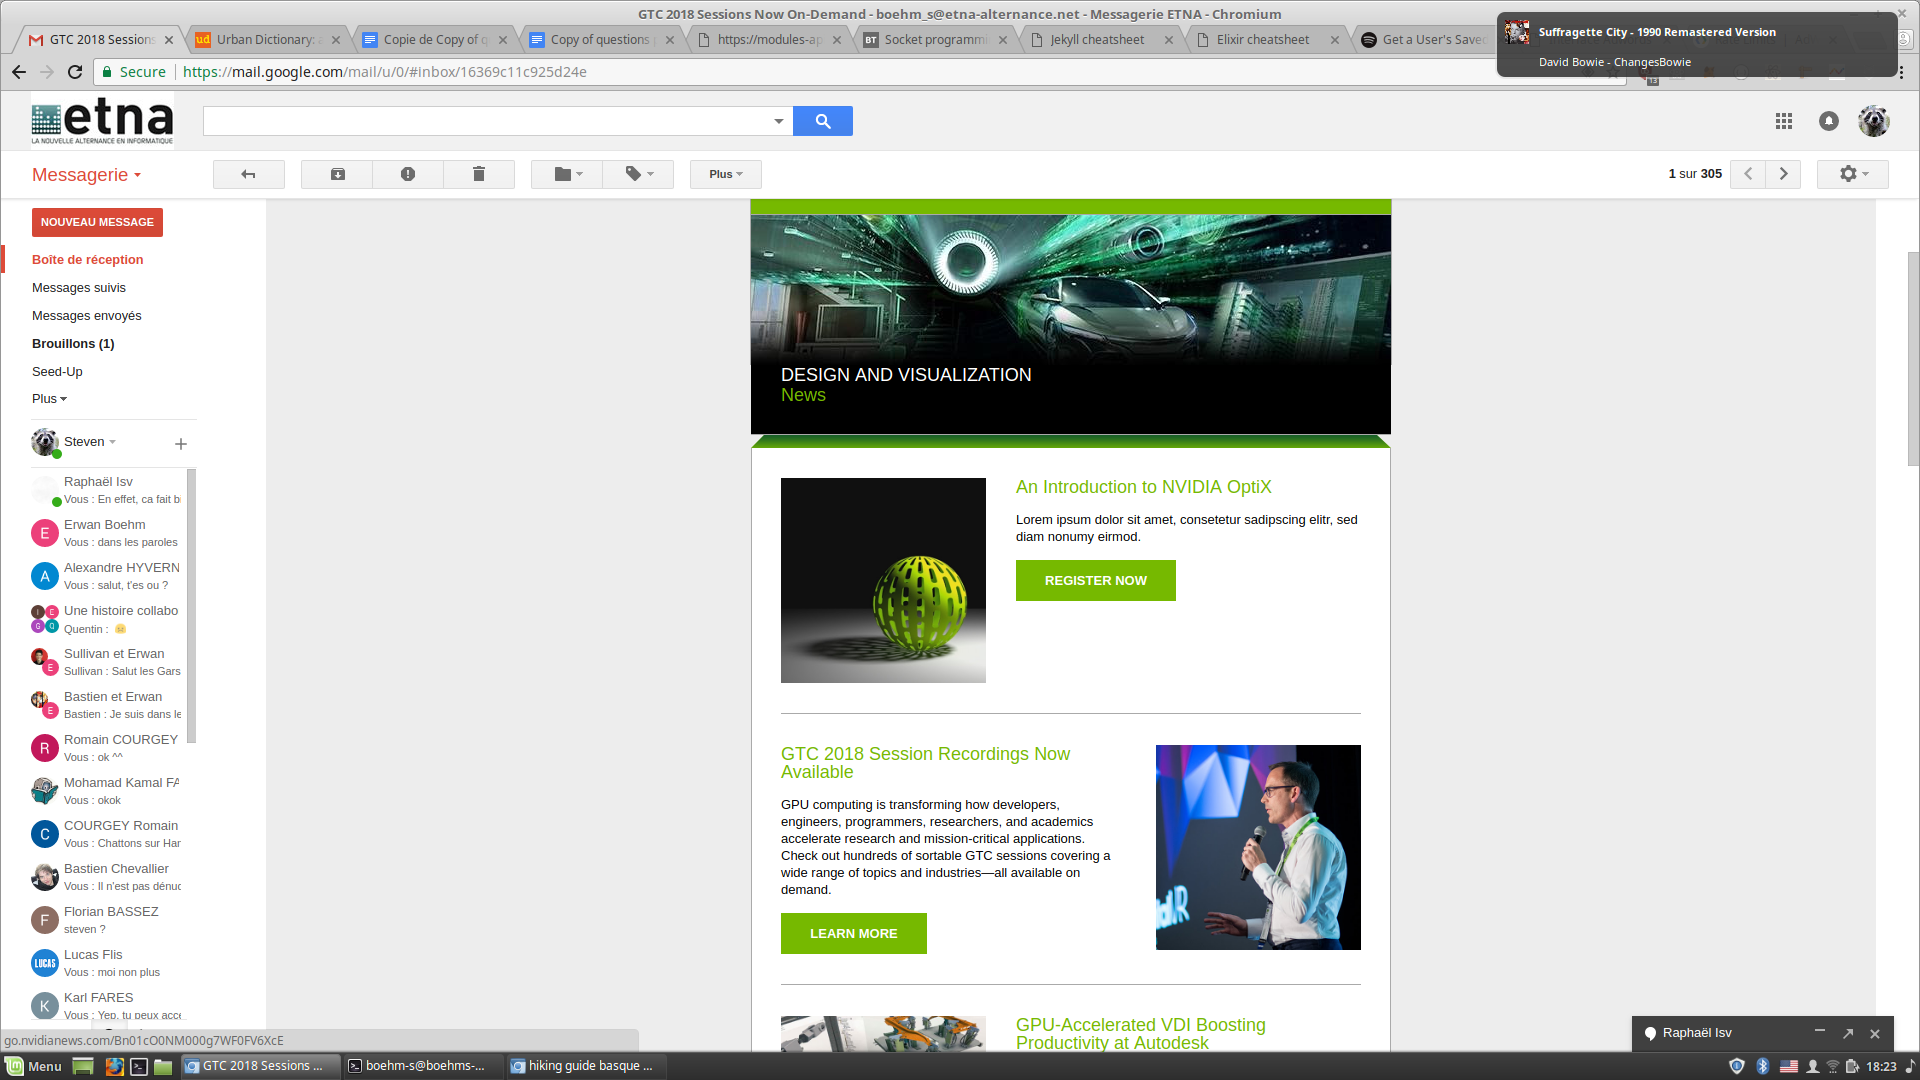 GTC 2018 Sessions Now On-Demand - boehm_s@etna-alternance.net - Messagerie ETNA - Chromium
GTC 2018 Sessions
Urban Dictionary:
Copie de Copy of q
Copy of questions
https://modules-ap
Socket programmi
Jekyll cheatsheet
Elixir cheatsheet
Get a User's Saved
Suffragette City - 1990 Remastered Version
David Bowie - ChangesBowie
Secure
https://mail.google.com/mail/u/0/#inbox/16369c11c925d24e
13
etna
LA NOUVELLE ALTERNANCE EN INFORMATIQUE
Messagerie
Plus
1 sur 305
NOUVEAU MESSAGE
Boîte de réception
Messages suivis
Messages envoyés
Brouillons (1)
Seed-Up
Plus
Steven
Raphaël Isv
Vous : En effet, ca fait b
Erwan Boehm
Vous : dans les paroles
Alexandre HYVERN
Vous : salut, t'es ou ?
Une histoire collabo
Quentin :
Sullivan et Erwan
Sullivan : Salut les Gars
Bastien et Erwan
Bastien : Je suis dans le
Romain COURGEY
Vous : ok ^^
Mohamad Kamal FA
Vous : okok
COURGEY Romain
Vous : Chattons sur Har
Bastien Chevallier
Vous : Il n'est pas dénuc
Florian BASSEZ
steven ?
Lucas Flis
Vous : moi non plus
Karl FARES
Vous : Yep, tu peux acce
DESIGN AND VISUALIZATION
News
An Introduction to NVIDIA OptiX
Lorem ipsum dolor sit amet, consetetur sadipscing elitr, sed
diam nonumy eirmod.
REGISTER NOW
GTC 2018 Session Recordings Now
Available
GPU computing is transforming how developers,
engineers, programmers, researchers, and academics
accelerate research and mission-critical applications.
Check out hundreds of sortable GTC sessions covering a
wide range of topics and industries—all available on
demand.
LEARN MORE
GPU-Accelerated VDI Boosting
Productivity at Autodesk
Raphaël Isv
go.nvidianews.com/Bn01cO0NM000g7WF0FV6XcE
Menu
GTC 2018 Sessions ...
boehm-s@boehms-...
hiking guide basque ...
18:23